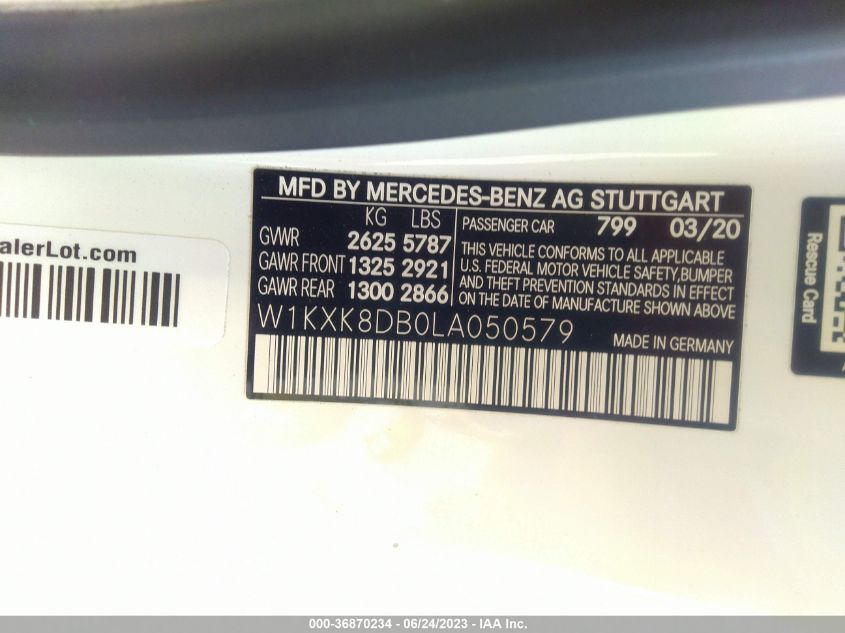 MFD BY MERCEDES-BENZ AG STUTTGART
KG LBS
GVWR 2625 5787
GAWR FRONT 1325 2921
GAWR REAR 1300 2866
PASSENGER CAR 799 03/20
THIS VEHICLE CONFORMS TO ALL APPLICABLE
U.S. FEDERAL MOTOR VEHICLE SAFETY, BUMPER
AND THEFT PREVENTION STANDARDS IN EFFECT
ON THE DATE OF MANUFACTURE SHOWN ABOVE
W1KXK8DB0LA050579
MADE IN GERMANY
alerLot.com
Rescue Card
000-36870234 - 06/24/2023 - IAA Inc.